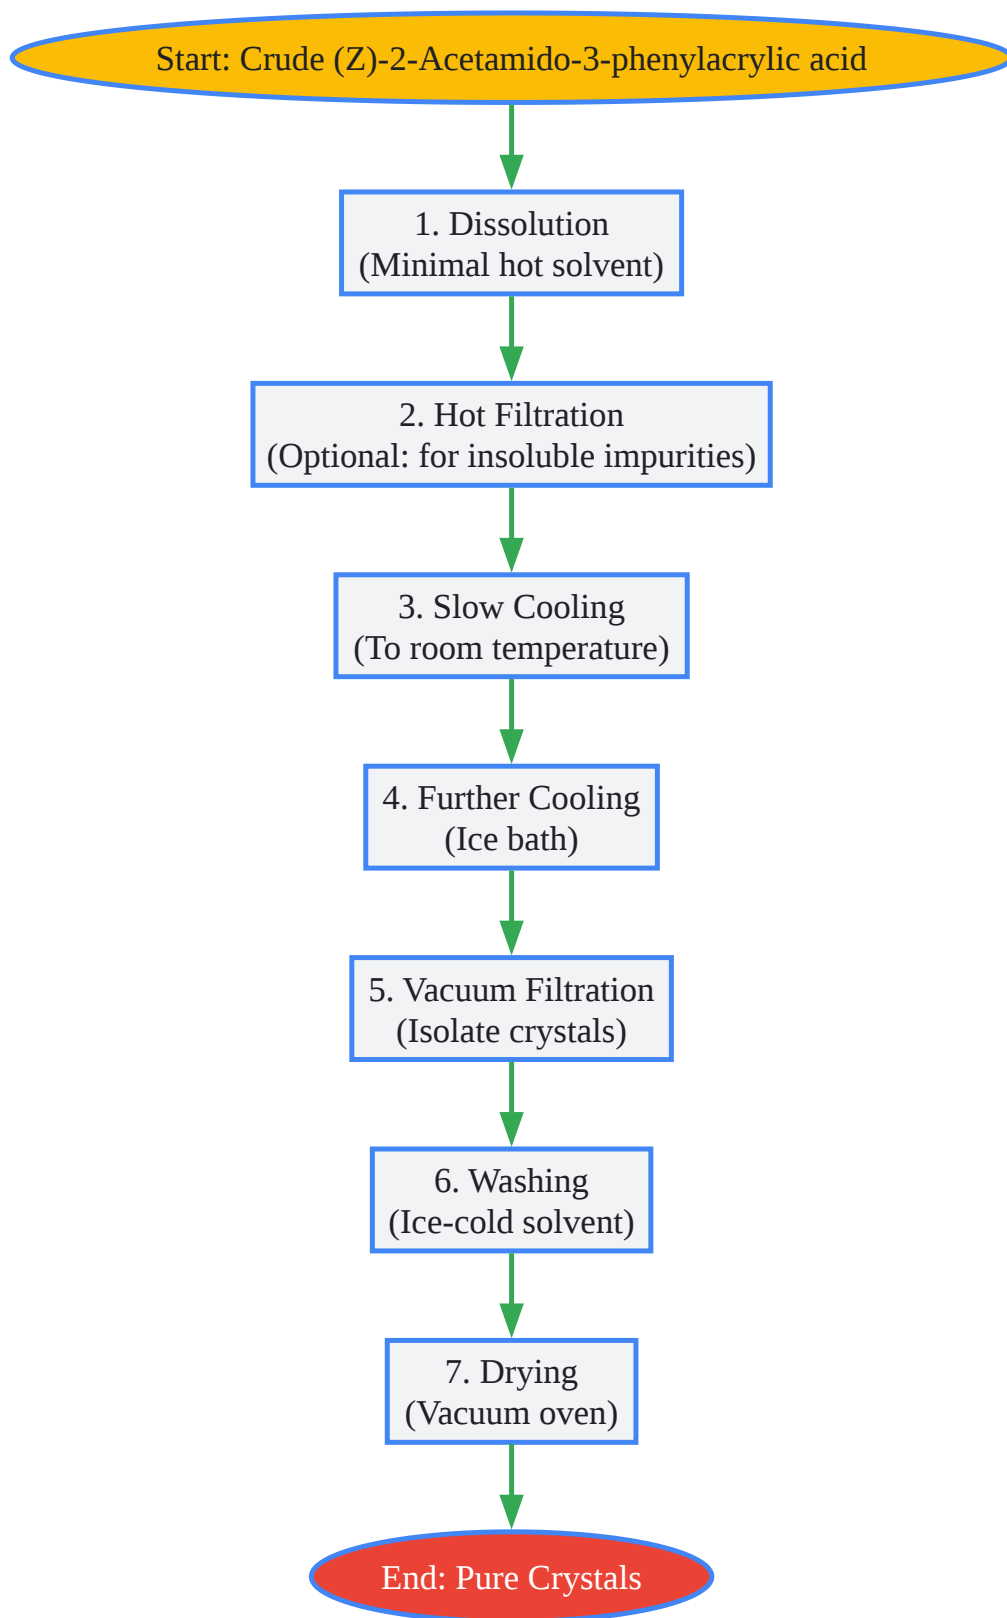 Start: Crude (Z)-2-Acetamido-3-phenylacrylic acid
1. Dissolution
(Minimal hot solvent)
2. Hot Filtration
(Optional: for insoluble impurities)
3. Slow Cooling
(To room temperature)
4. Further Cooling
(Ice bath)
5. Vacuum Filtration
(Isolate crystals)
6. Washing
(Ice-cold solvent)
7. Drying
(Vacuum oven)
End: Pure Crystals